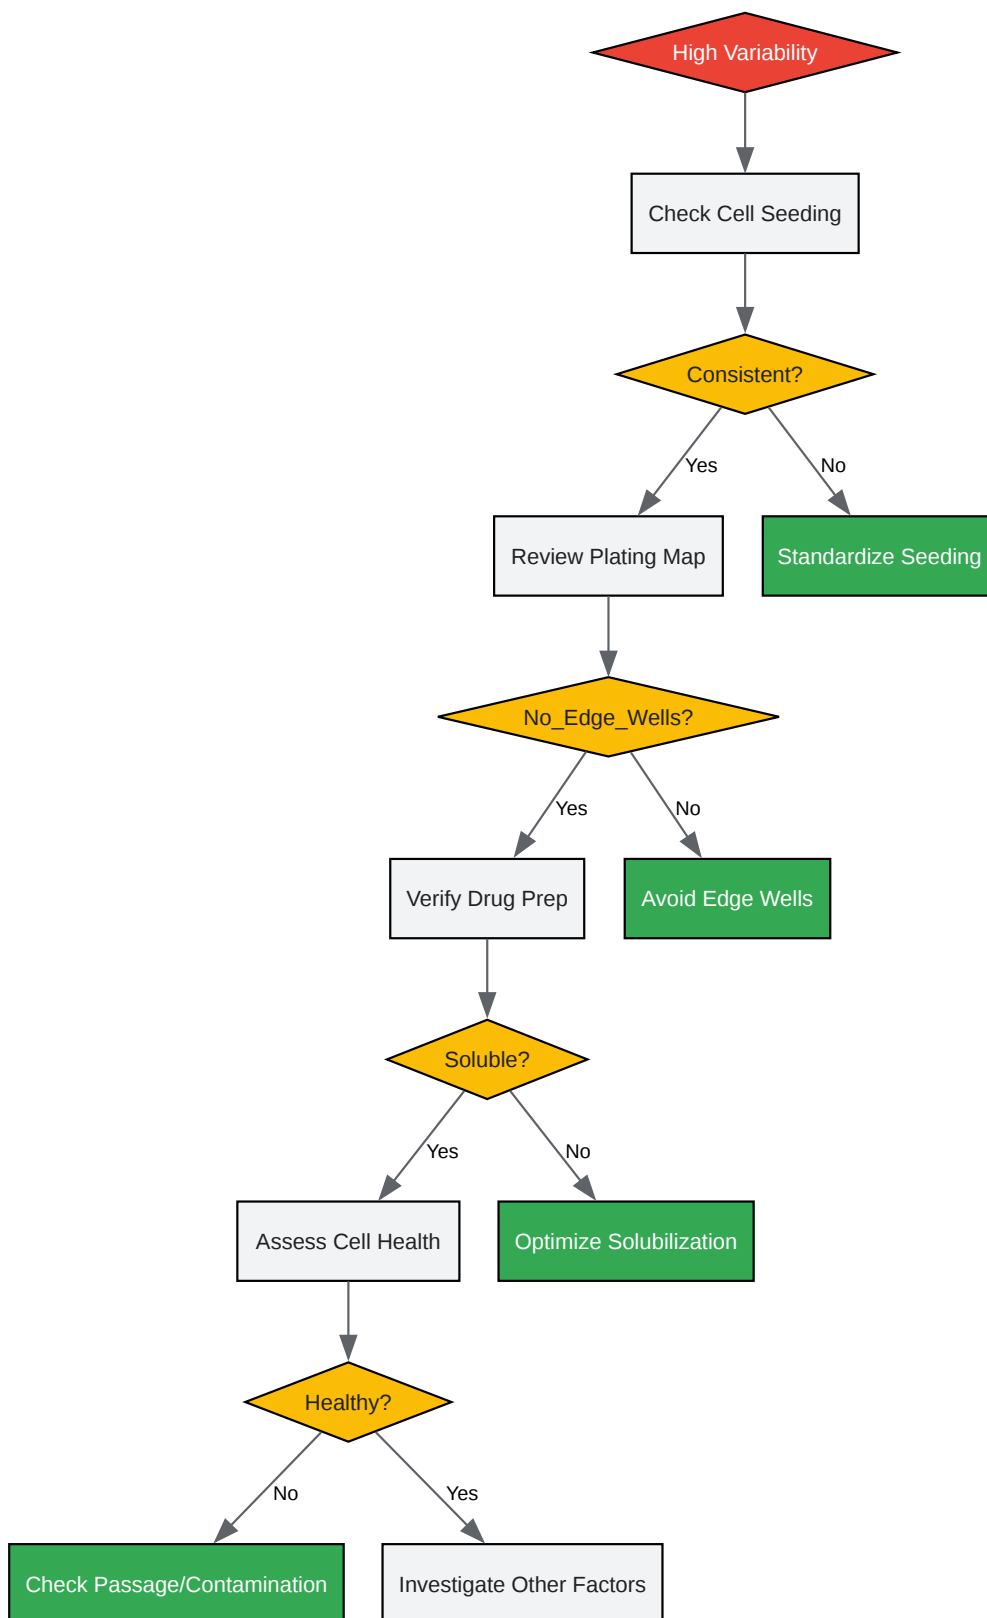 High Variability
Check Cell Seeding
Consistent?
Yes
No
Review Plating Map
Standardize Seeding
No_Edge_Wells?
Yes
No
Verify Drug Prep
Avoid Edge Wells
Soluble?
Yes
No
Assess Cell Health
Optimize Solubilization
Healthy?
No
Yes
Check Passage/Contamination
Investigate Other Factors